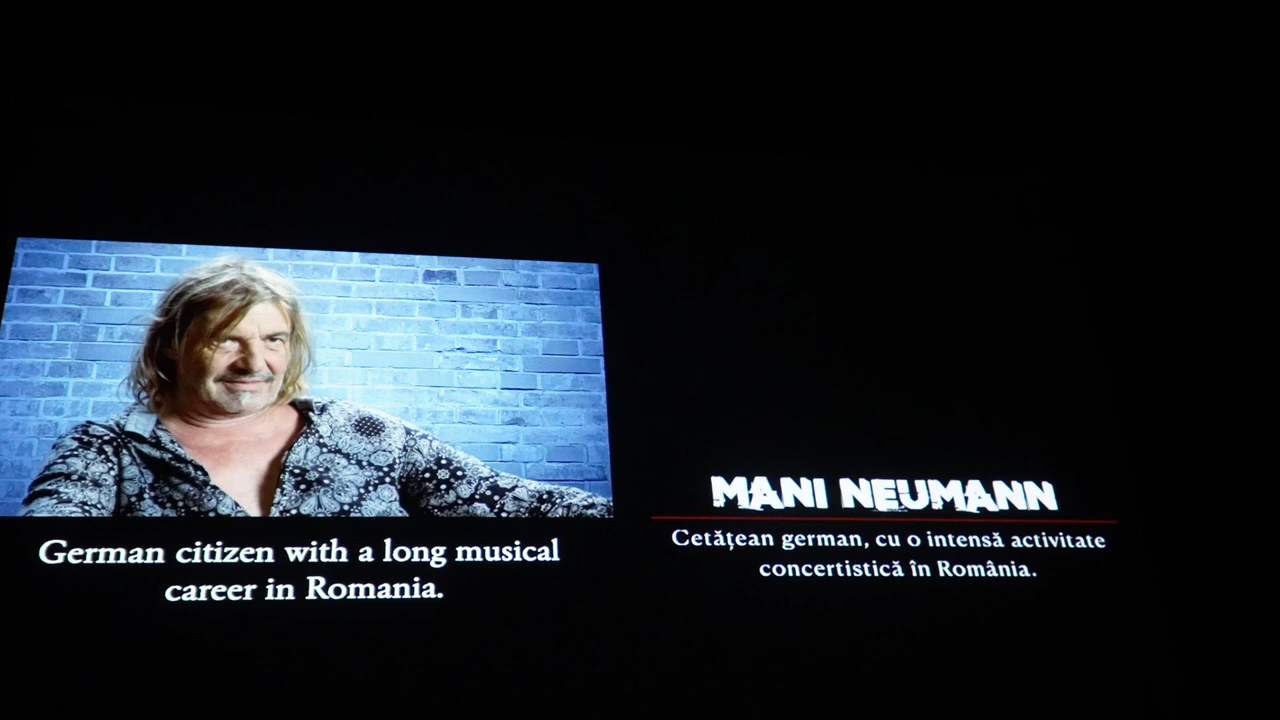 German citizen with a long musical
career in Romania.
MANI NEUMANN
Cetățean german, cu o intensă activitate
concertistică în România.